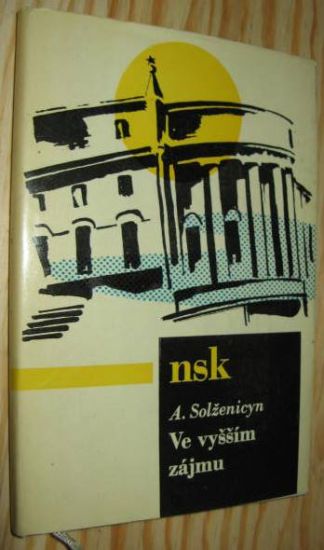 nsk
A. Solženicyn
Ve vyšším
zájmu